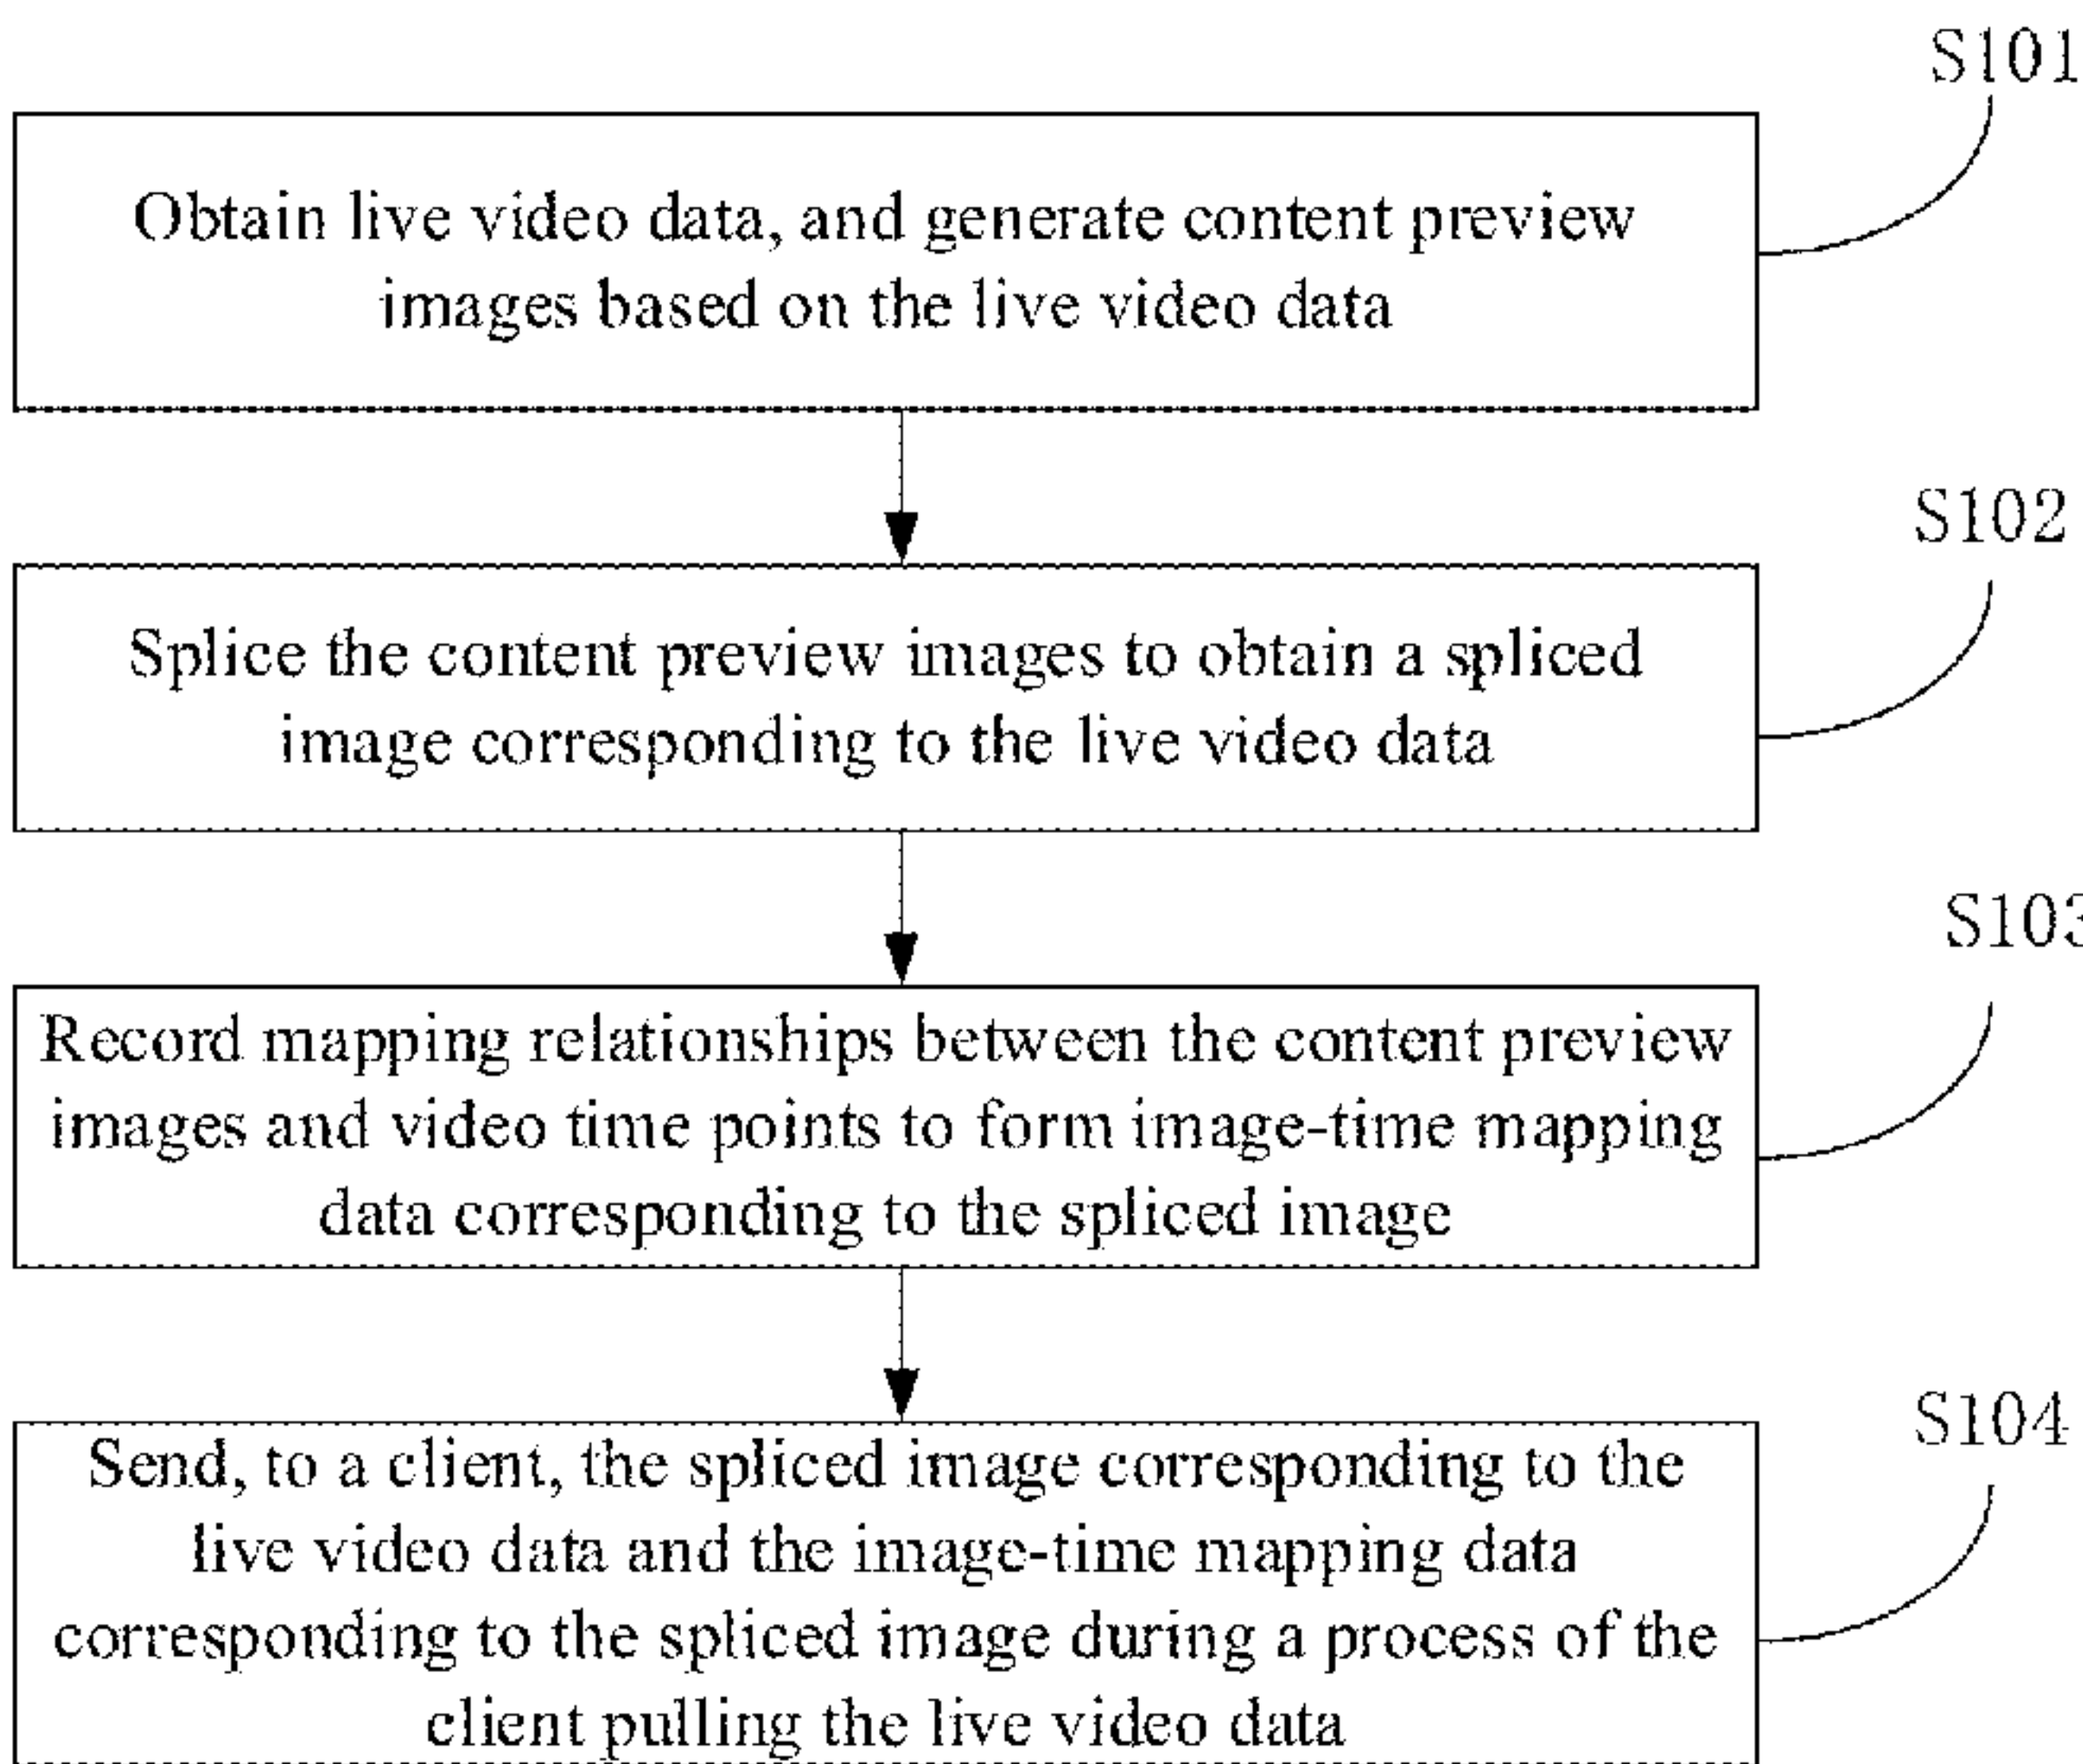 S101
Obtain live video data, and generate content preview
images based on the live video data
S102
Splice the content preview images to obtain a spliced
image corresponding to the live video data
S103
Record mapping relationships between the content preview
images and video time points to form image-time mapping
data corresponding to the spliced image
S104
Send, to a client, the spliced image corresponding to the
live video data and the image-time mapping data
corresponding to the spliced image during a process of the
client pulling the live video data